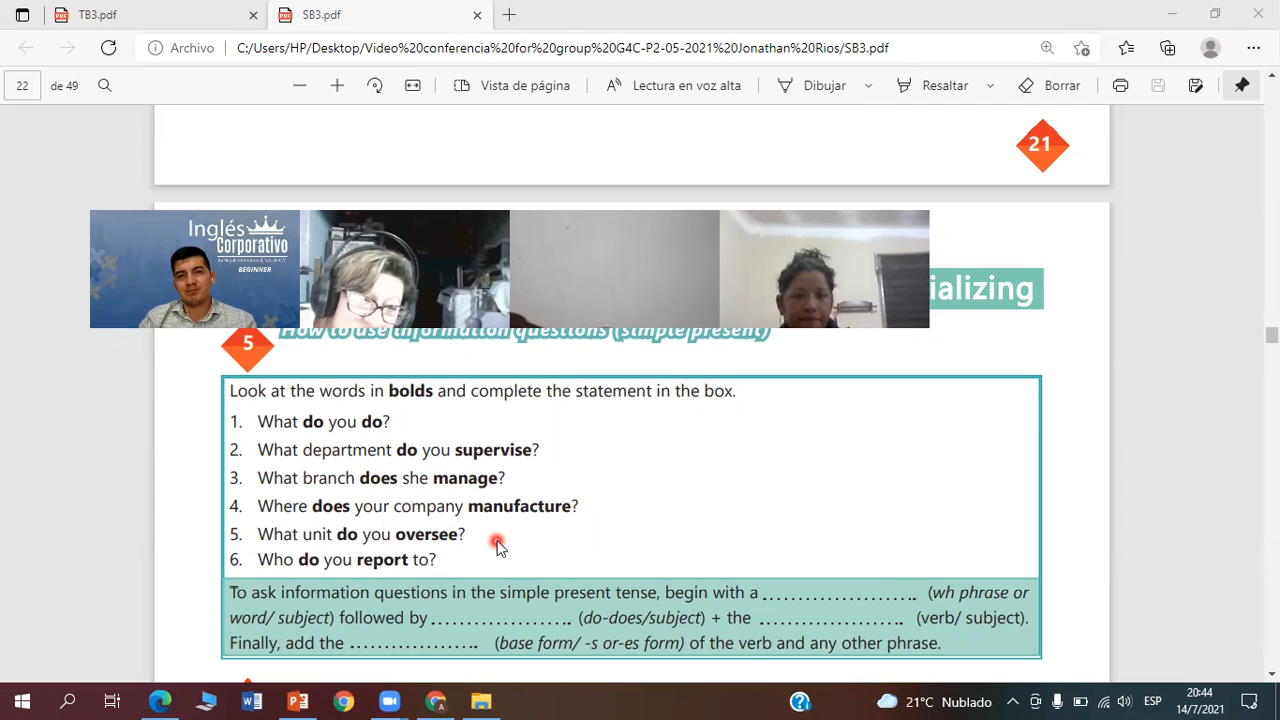 TB3.pdf
SB3.pdf
Archivo
C:/Users/HP/Desktop/Video%20conferencia%20for%20group%20G4C-P2-05-2021%20Jonathan%20Rios/SB3.pdf
22 de 49
Vista de página
Lectura en voz alta
Dibujar
Resaltar
Borrar
21
Inglés
Corporativo
BEGINNER
ializing
5
How to use information questions (simple present)
Look at the words in bolds and complete the statement in the box.
1. What do you do?
2. What department do you supervise?
3. What branch does she manage?
4. Where does your company manufacture?
5. What unit do you oversee?
6. Who do you report to?
To ask information questions in the simple present tense, begin with a ..................... (wh phrase or
word/ subject) followed by ................... (do-does/subject) + the ................... (verb/ subject).
Finally, add the ................. (base form/ -s or-es form) of the verb and any other phrase.
21°C Nublado
ESP
20:44
14/7/2021